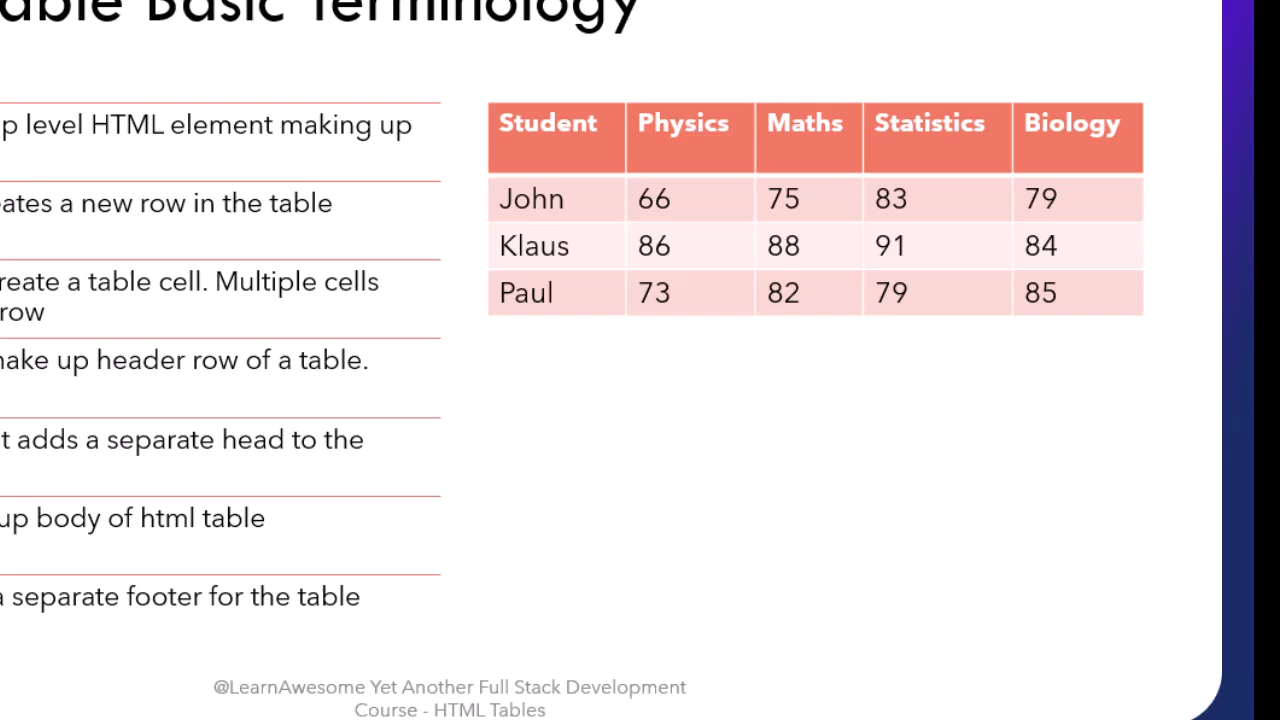 able Basic Terminology
p level HTML element making up
eates a new row in the table
reate a table cell. Multiple cells
row
make up header row of a table.
t adds a separate head to the
up body of html table
a separate footer for the table
Student Physics Maths Statistics Biology
John 66 75 83 79
Klaus 86 88 91 84
Paul 73 82 79 85
@LearnAwesome Yet Another Full Stack Development
Course - HTML Tables